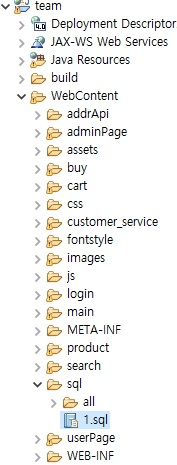 team
Deployment Descriptor
JAX-WS Web Services
Java Resources
build
WebContent
addrApi
adminPage
assets
buy
cart
css
customer_service
fontstyle
images
js
login
main
META-INF
product
search
sql
all
1.sql
userPage
WEB-INF